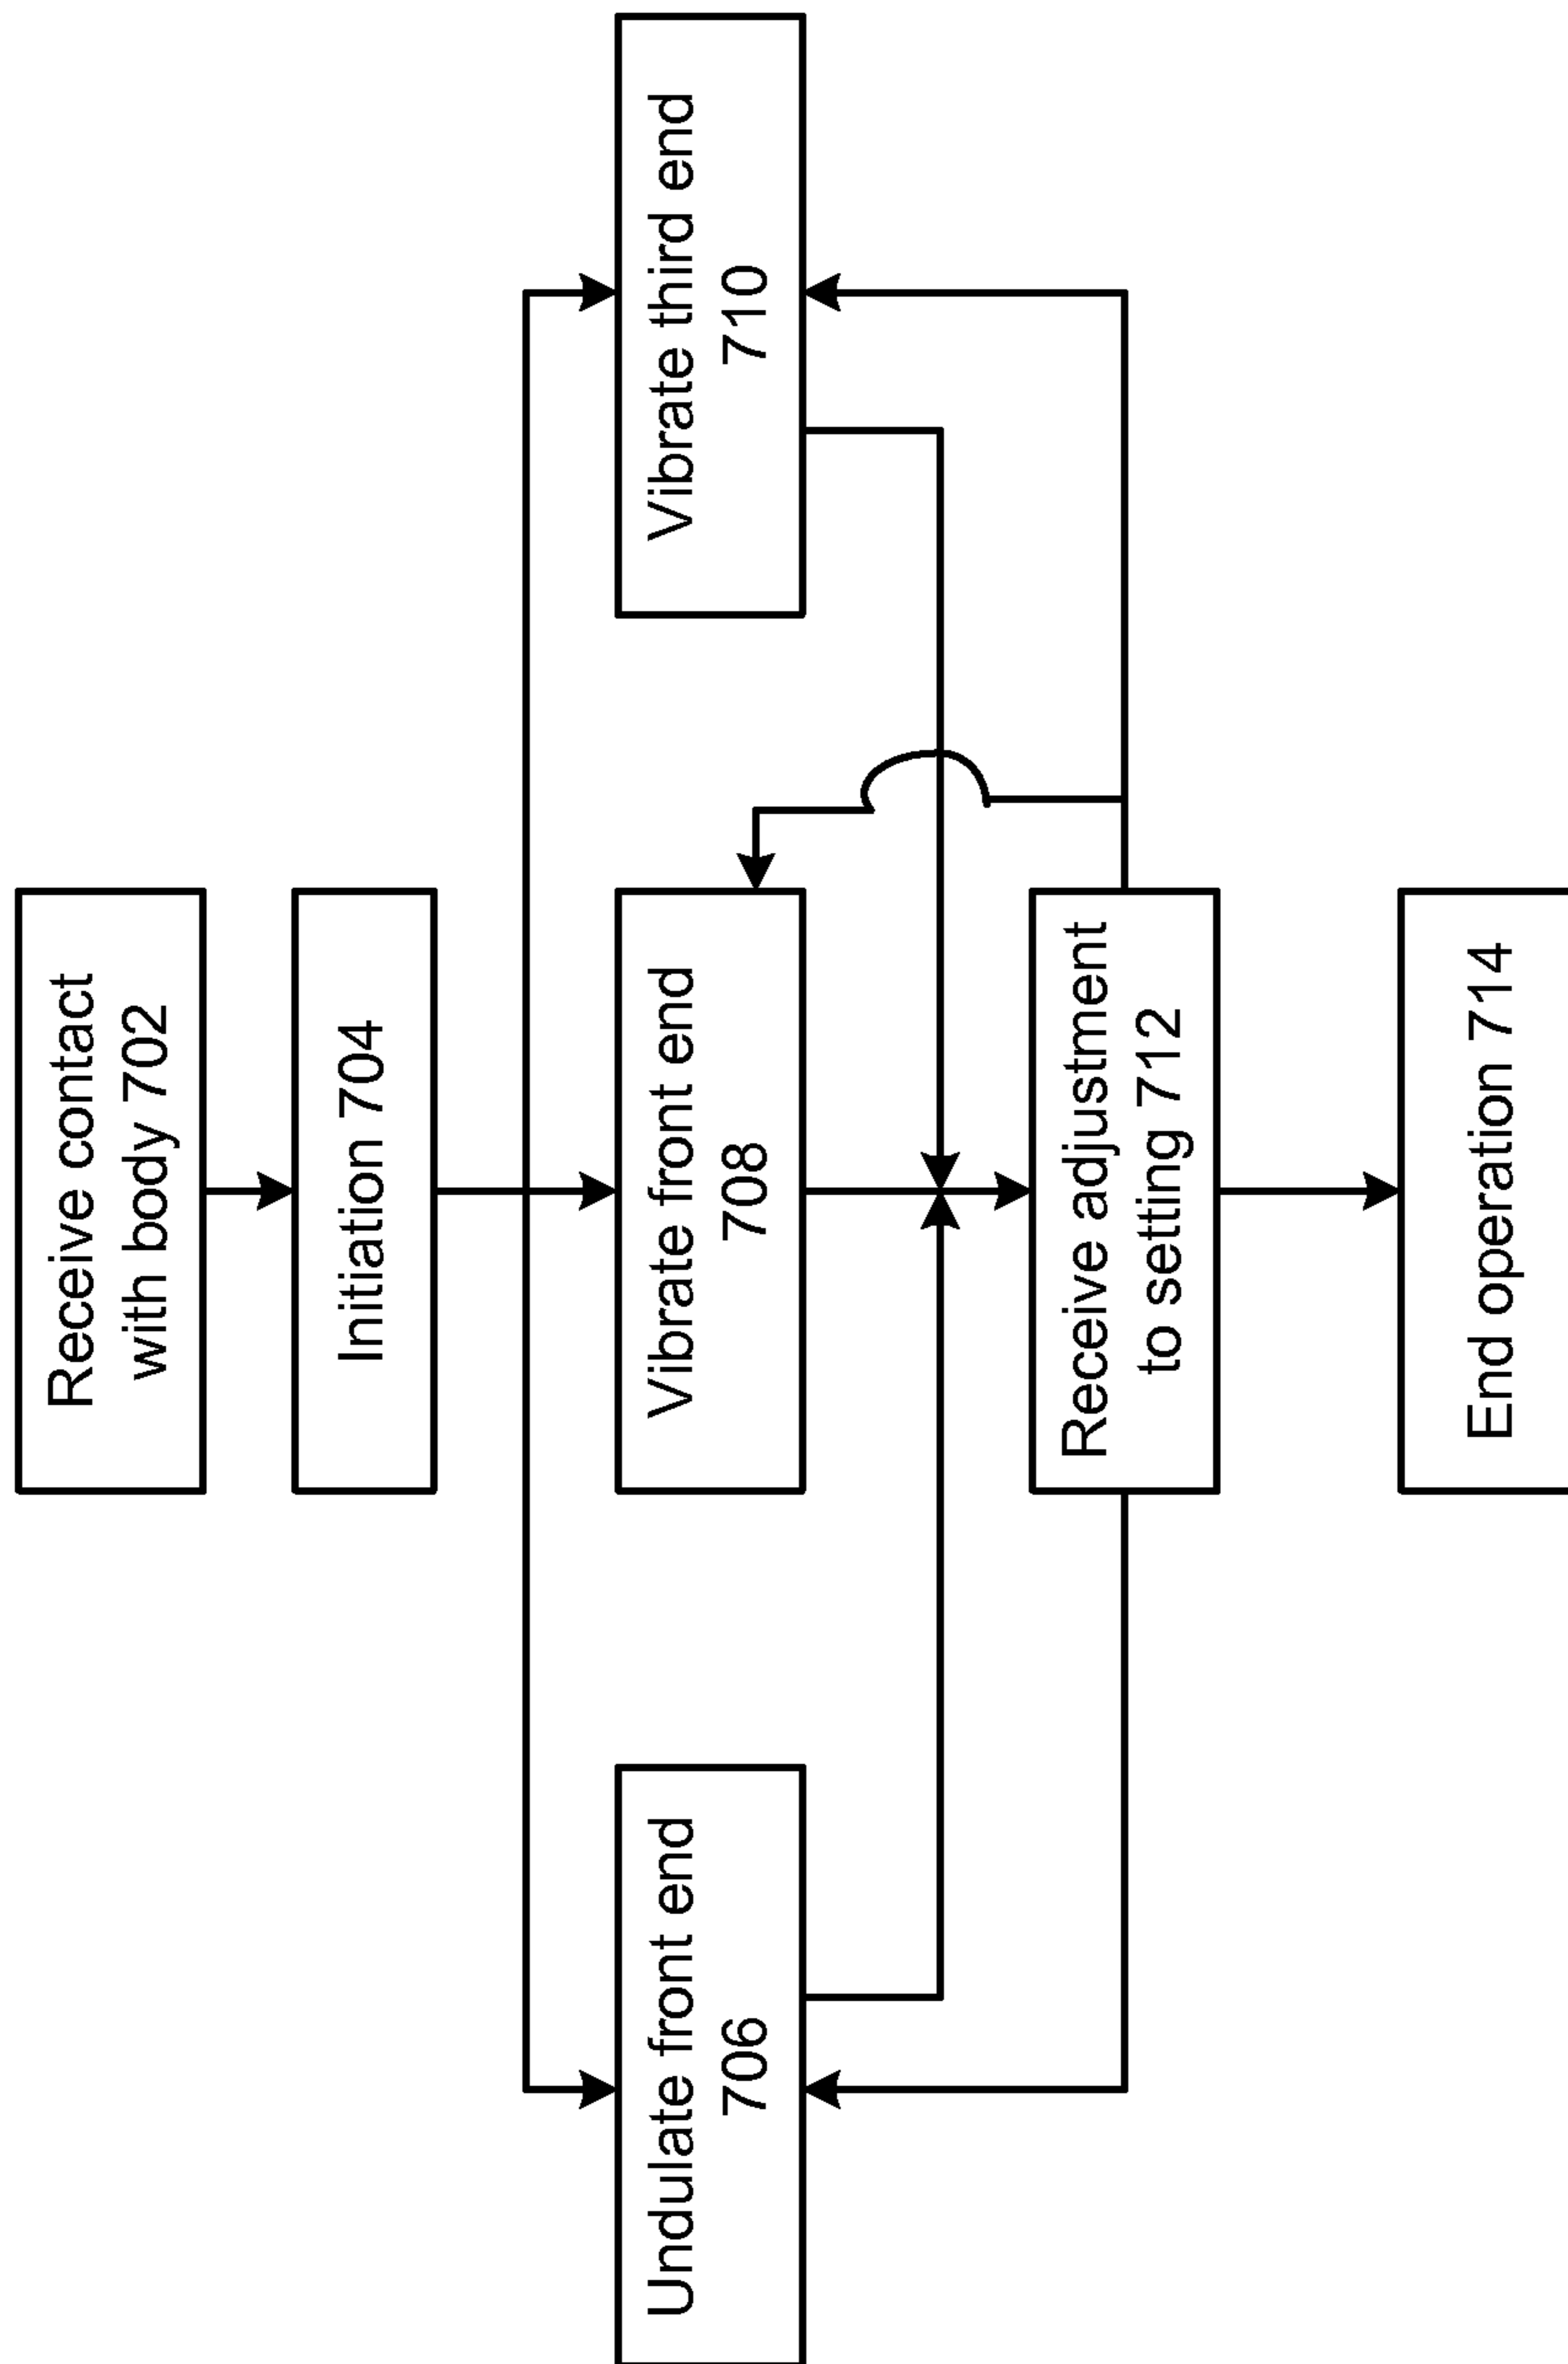 Receive contact
with body 702
Initiation 704
Undulate front end
706
Vibrate front end
708
Vibrate third end
710
Receive adjustment
to setting 712
End operation 714